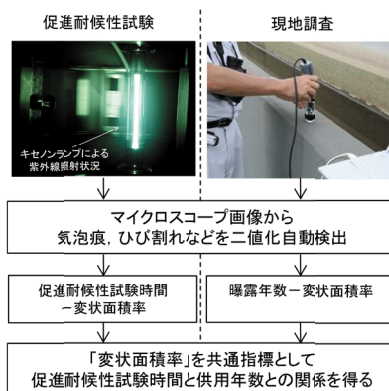 促進耐候性試験
現地調査
キセノンランプによる
紫外線照射状況
マイクロスコープ画像から
気泡痕，ひび割れなどを二値化自動検出
促進耐候性試験時間
－変状面積率
曝露年数－変状面積率
「変状面積率」を共通指標として
促進耐候性試験時間と供用年数との関係を得る